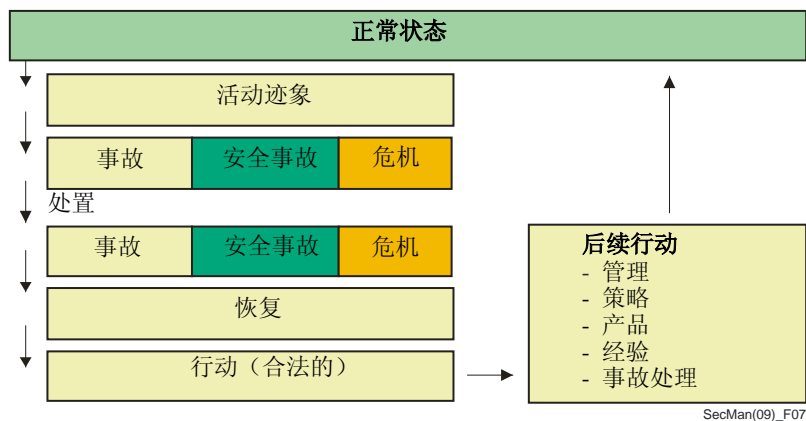 正常状态
活动迹象
事故 安全事故 危机
处置
事故 安全事故 危机
恢复
行动（合法的）
后续行动
- 管理
- 策略
- 产品
- 经验
- 事故处理
SecMan(09)_F07